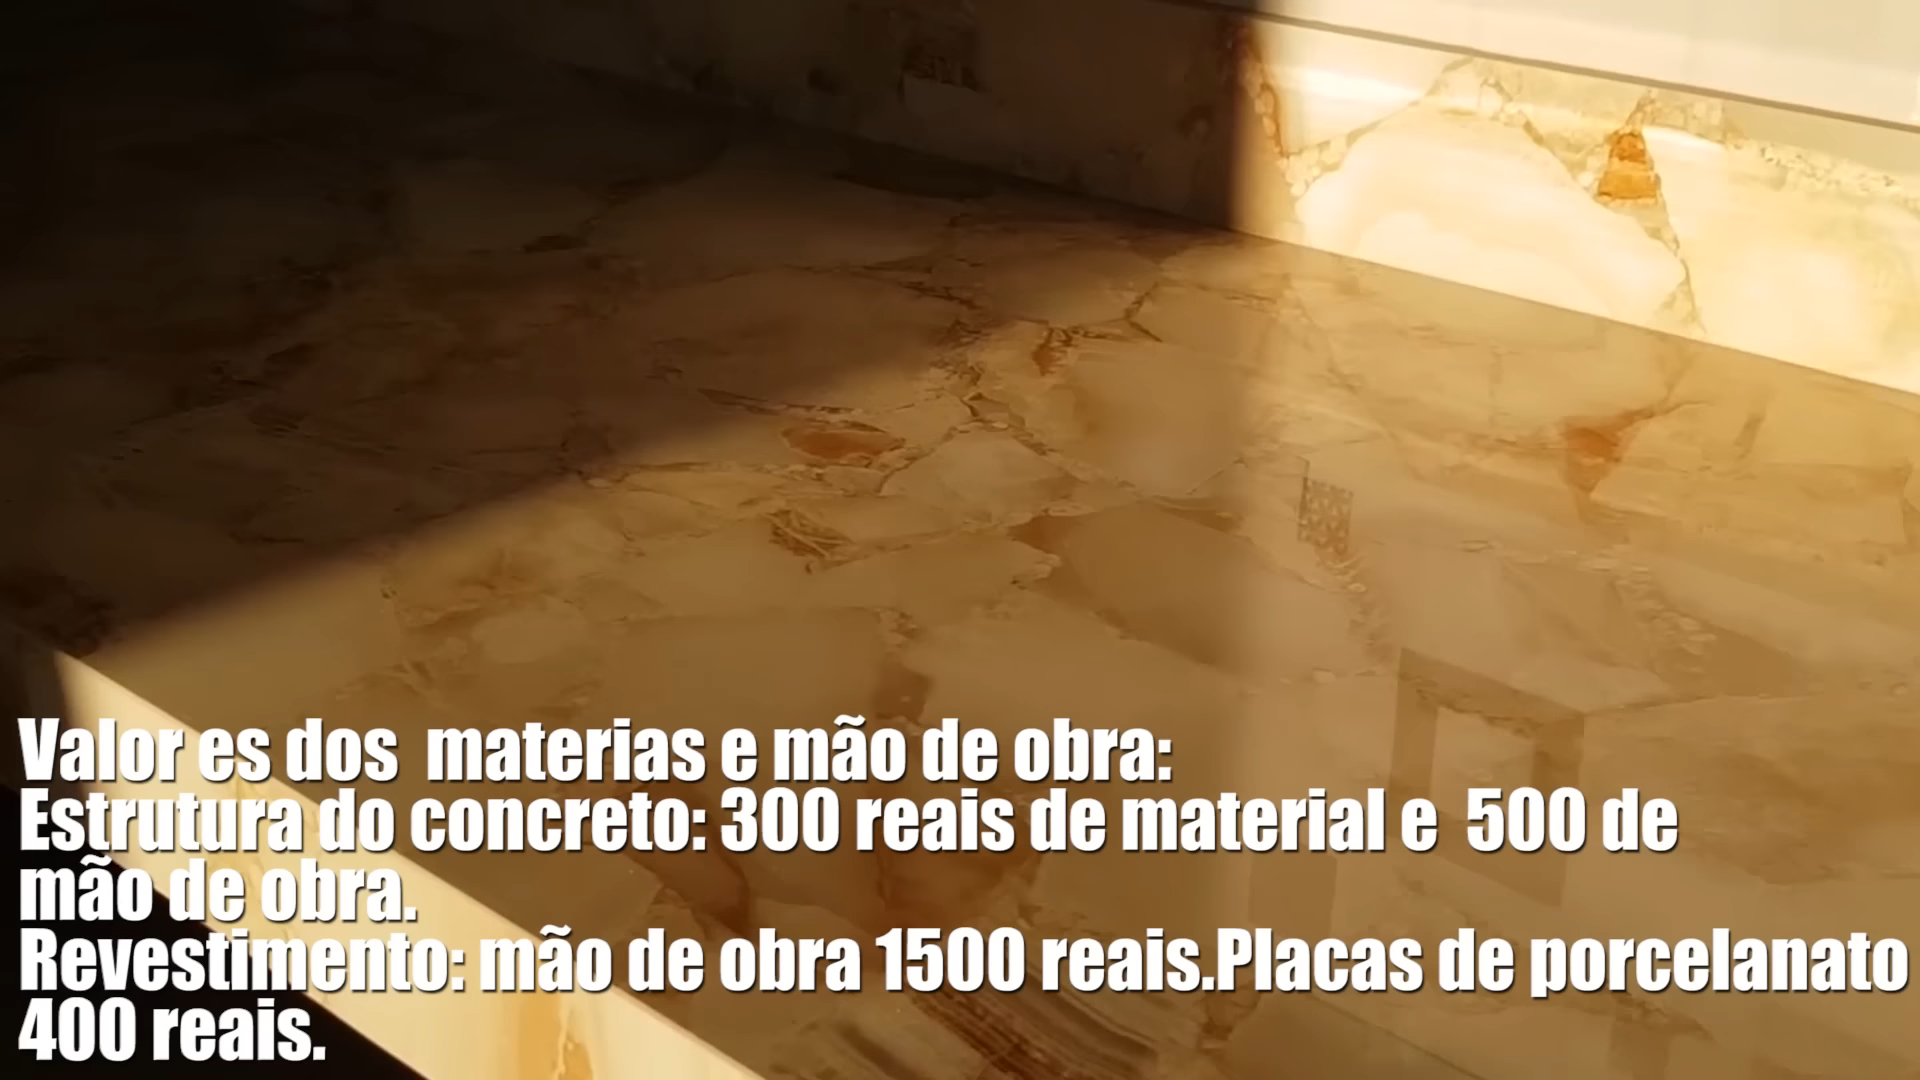 Valor es dos  materias e mão de obra:
Estrutura do concreto: 300 reais de material e  500 de
mão de obra.
Revestimento: mão de obra 1500 reais.Placas de porcelanato
400 reais.